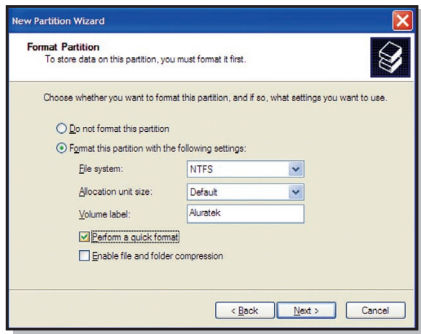 New Partition Wizard
Format Partition
To store data on this partition, you must format it first.
Choose whether you want to format this partition, and if so, what settings you want to use.
Do not format this partition
Format this partition with the following settings:
File system: NTFS
Allocation unit size: Default
Volume label: Aluratek
Perform a quick format
Enable file and folder compression
< Back Next > Cancel